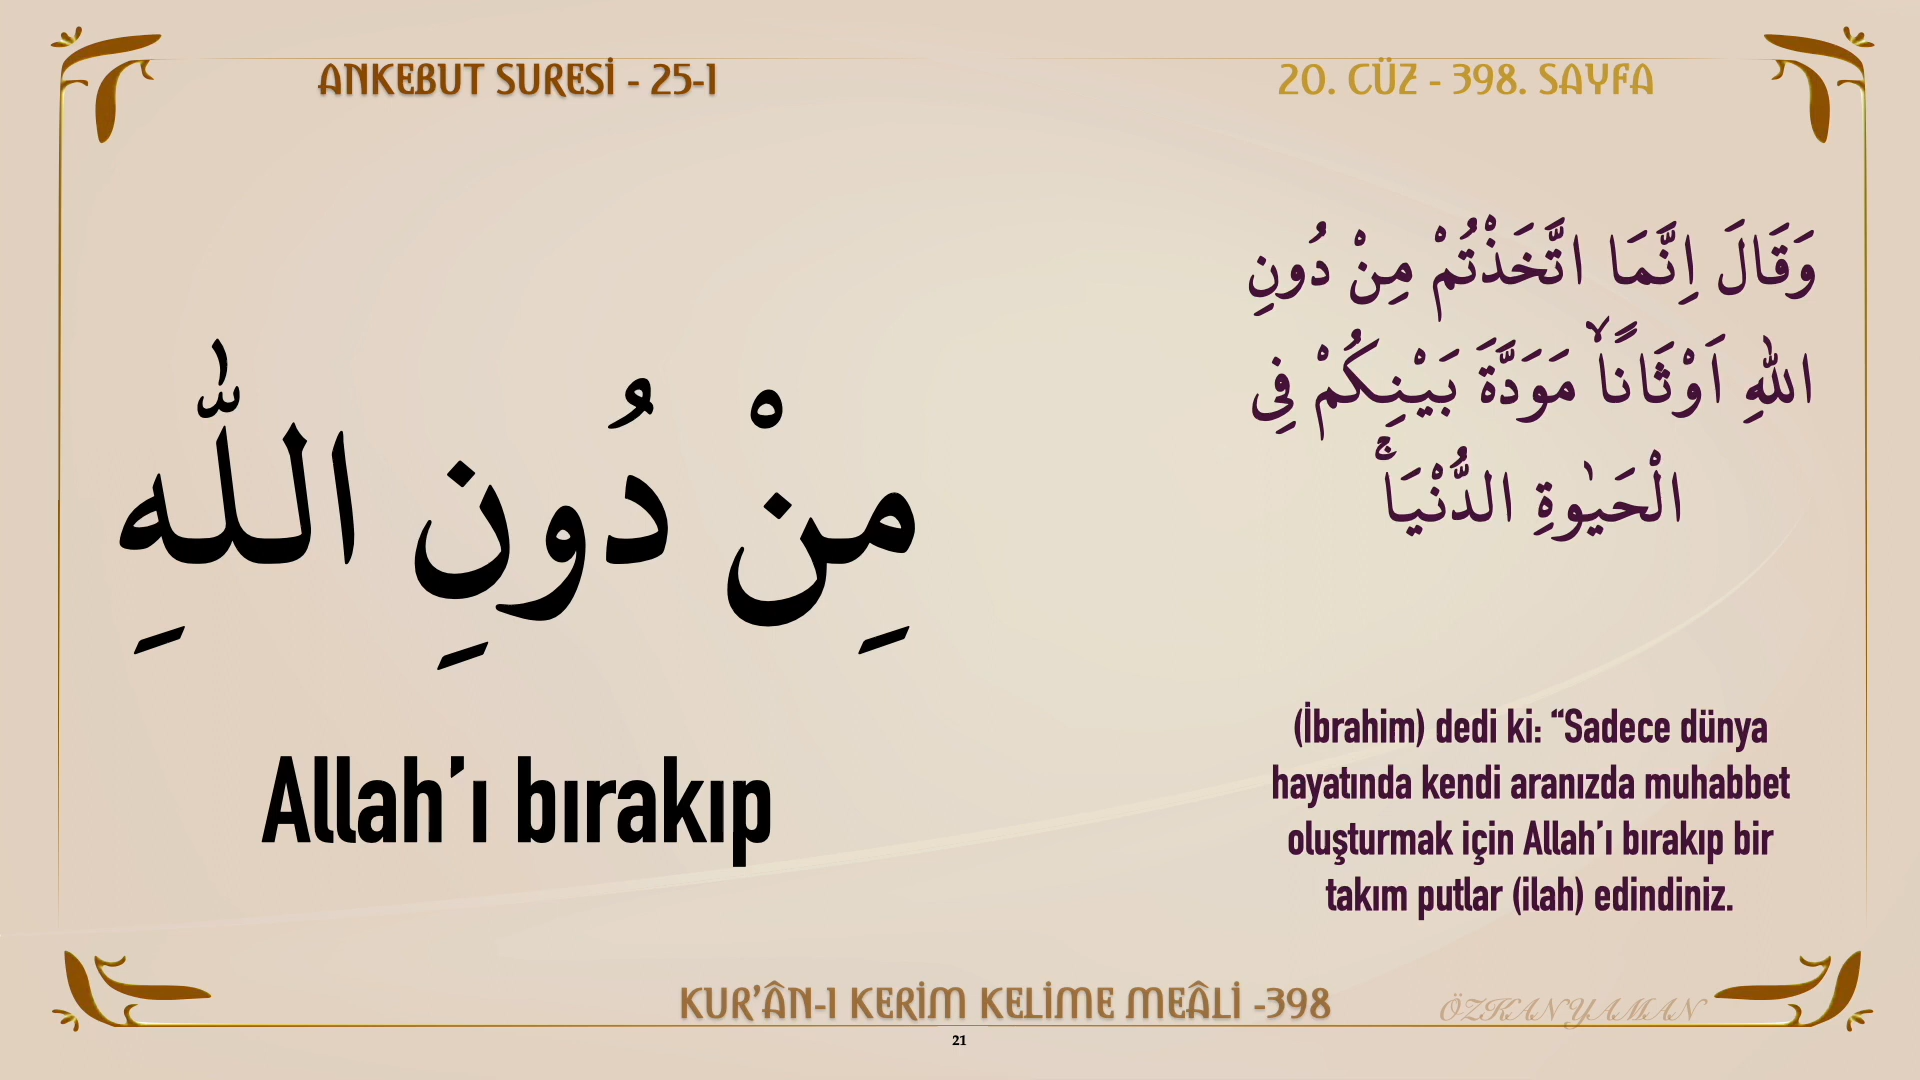 ANKEBUT SURESİ - 25-1
20. CÜZ - 398. SAYFA
مِنْ دُونِ اللّٰهِ
Allah’ı bırakıp
وَقَالَ اِنَّمَا اتَّخَذْتُمْ مِنْ دُونِ
اللّٰهِ اَوْثَانًاۙ مَوَدَّةَ بَيْنِكُمْ فِى
الْحَيٰوةِ الدُّنْيَاۚ
(İbrahim) dedi ki: “Sadece dünya
hayatında kendi aranızda muhabbet
oluşturmak için Allah’ı bırakıp bir
takım putlar (ilah) edindiniz.
KUR’ÂN-I KERİM KELİME MEÂLİ -398
ÖZKAN YAMAN
21